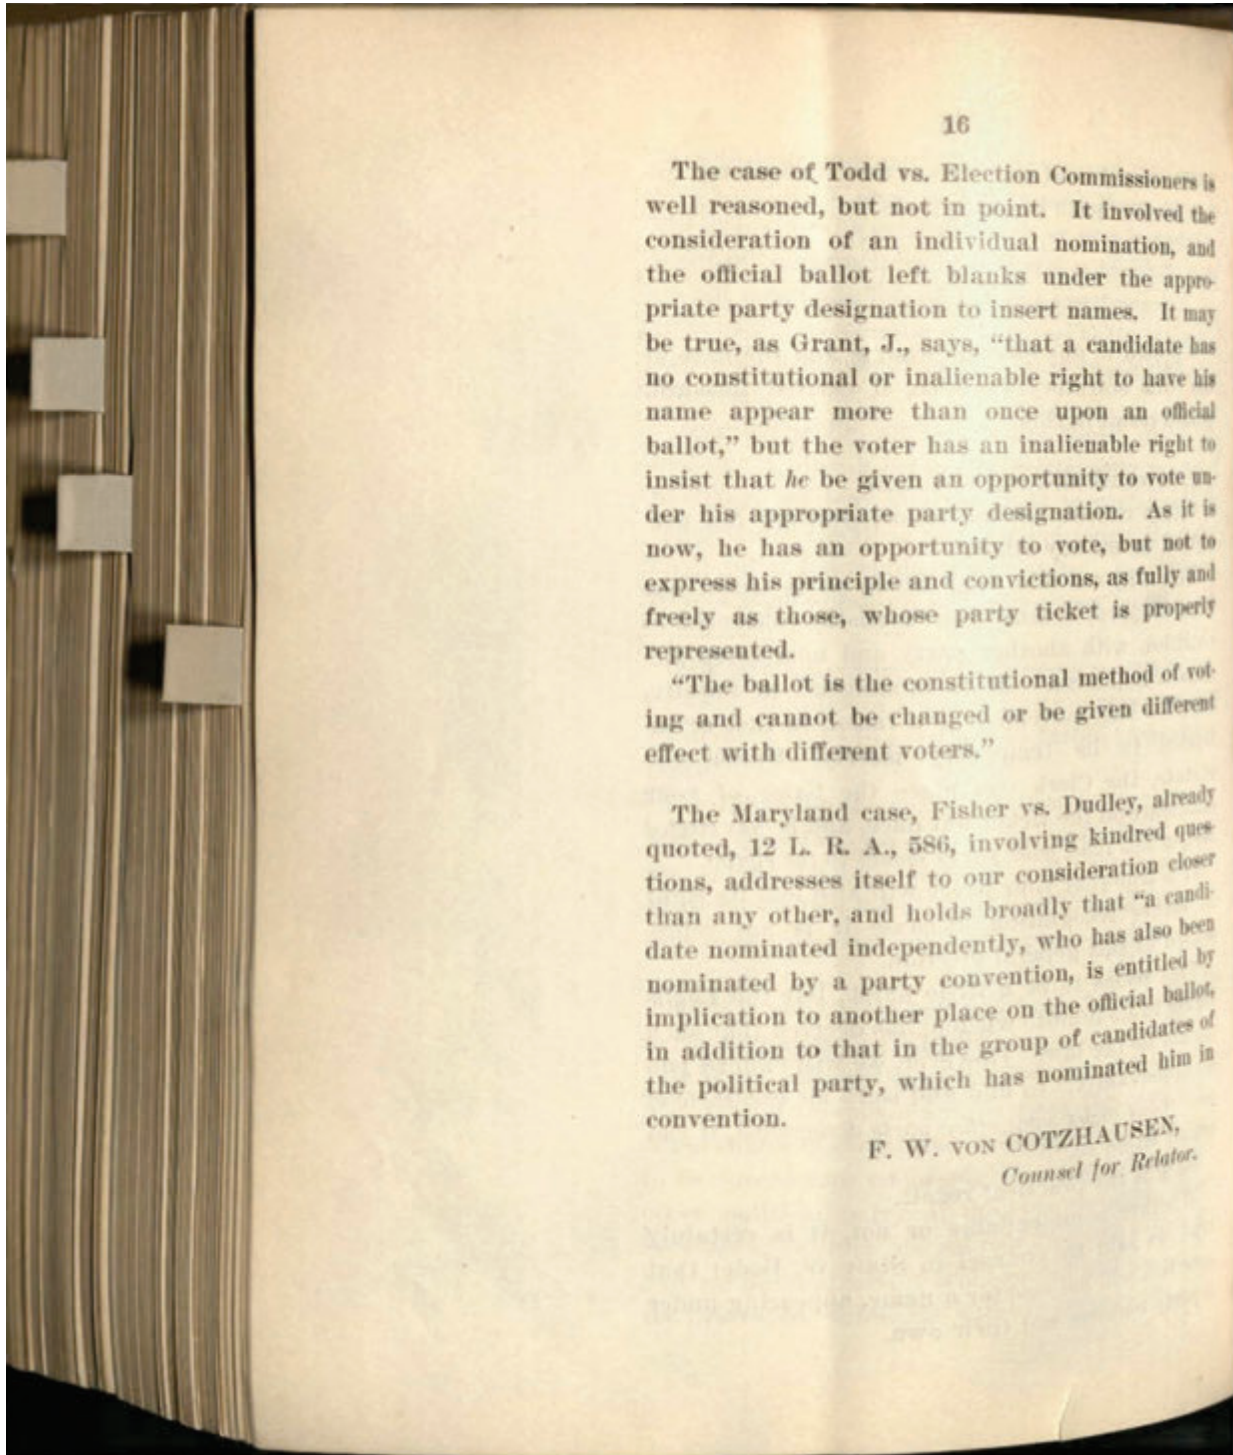 16
The case of Todd vs. Election Commissioners is
well reasoned, but not in point. It involved the
consideration of an individual nomination, and
the official ballot left blanks under the appro-
priate party designation to insert names. It may
be true, as Grant, J., says, “that a candidate has
no constitutional or inalienable right to have his
name appear more than once upon an official
ballot,” but the voter has an inalienable right to
insist that he be given an opportunity to vote un-
der his appropriate party designation. As it is
now, he has an opportunity to vote, but not to
express his principle and convictions, as fully and
freely as those, whose party ticket is properly
represented.
“The ballot is the constitutional method of vot-
ing and cannot be changed or be given different
effect with different voters.”
The Maryland case, Fisher vs. Dudley, already
quoted, 12 L. R. A., 586, involving kindred ques-
tions, addresses itself to our consideration closer
than any other, and holds broadly that “a candi-
date nominated independently, who has also been
nominated by a party convention, is entitled by
implication to another place on the official ballot,
in addition to that in the group of candidates of
the political party, which has nominated him in
convention.
F. W. VON COTZHAUSEN,
Counsel for Relator.